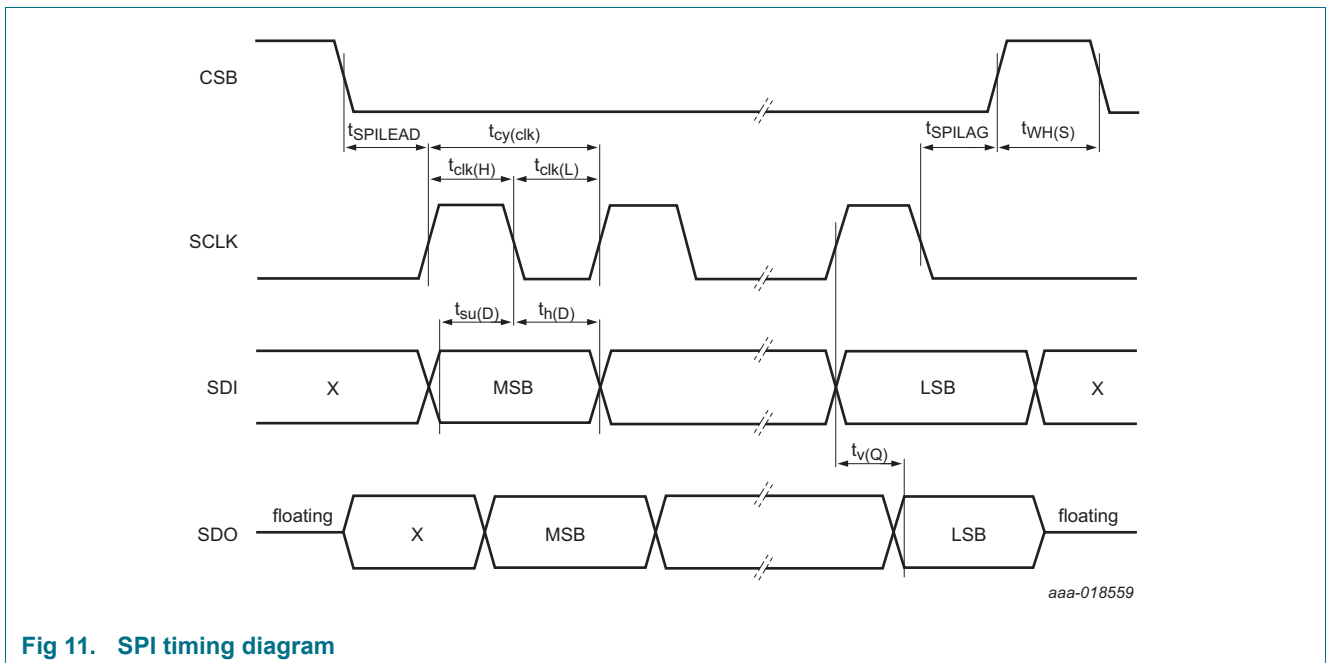 CSB
tSPILEAD
tcy(clk)
tSPILAG
tWH(S)
tclk(H)
tclk(L)
SCLK
tsu(D)
th(D)
SDI
X
MSB
LSB
X
tv(Q)
SDO
floating
X
MSB
LSB
floating
aaa-018559
Fig 11. SPI timing diagram